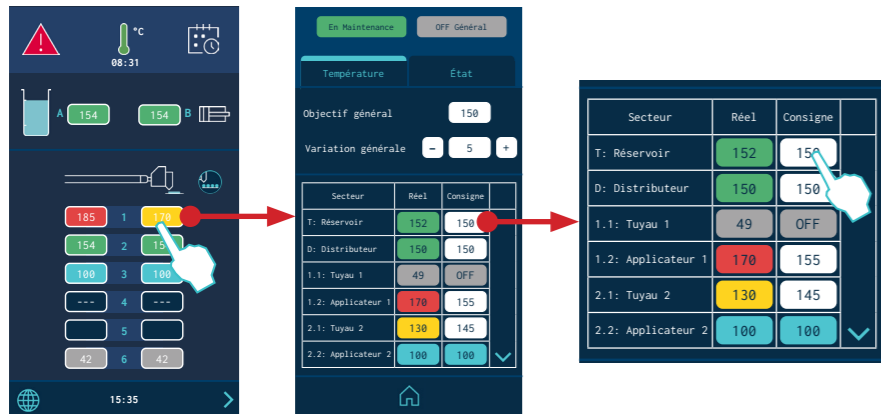 °C
08:31
A 154 154 B
185 1 170
154 2
100 3 100
--- 4 ---
5
42 6 42
15:35
En Maintenance OFF Général
Température État
Objectif général 150
Variation générale - 5 +
Secteur Réel Consigne
T: Réservoir 152 150
D: Distributeur 150 150
1.1: Tuyau 1 49 OFF
1.2: Applicateur 1 170 155
2.1: Tuyau 2 130 145
2.2: Applicateur 2 100 100
Secteur Réel Consigne
T: Réservoir 152 150
D: Distributeur 150 150
1.1: Tuyau 1 49 OFF
1.2: Applicateur 1 170 155
2.1: Tuyau 2 130 145
2.2: Applicateur 2 100 100